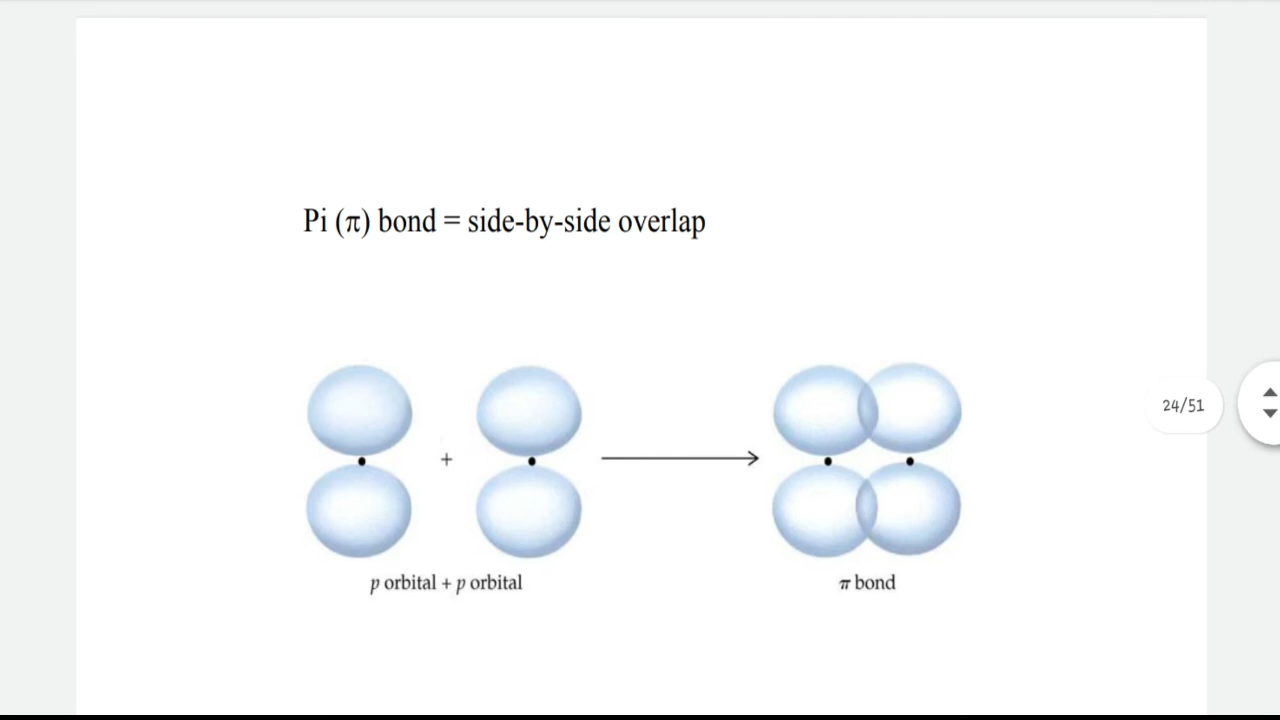 Pi (π) bond = side-by-side overlap
24/51
+
p orbital + p orbital
π bond